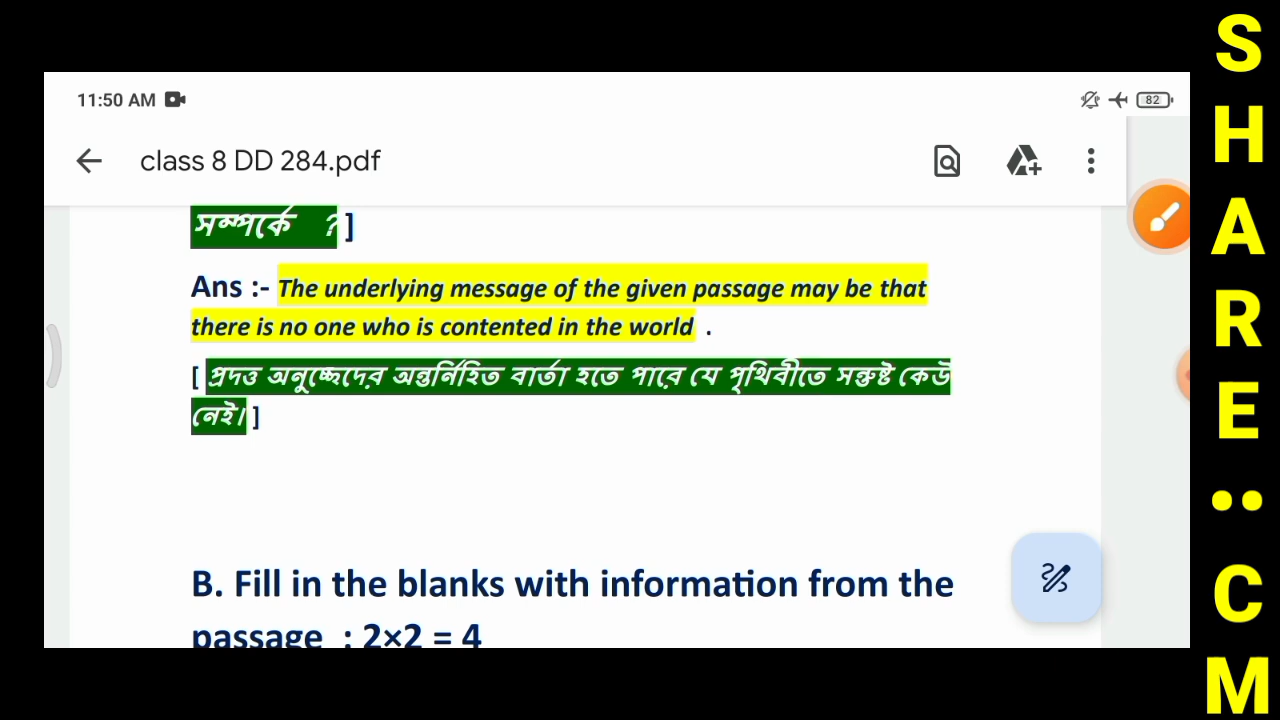 11:50 AM
82
class 8 DD 284.pdf
সম্পর্কে ? ]
Ans :- The underlying message of the given passage may be that
there is no one who is contented in the world .
[ প্রদত্ত অনুচ্ছেদের অন্তর্নিহিত বার্তা হতে পারে যে পৃথিবীতে সন্তুষ্ট কেউ
নেই। ]
B. Fill in the blanks with information from the
passage : 2×2 = 4
SHARE••CM